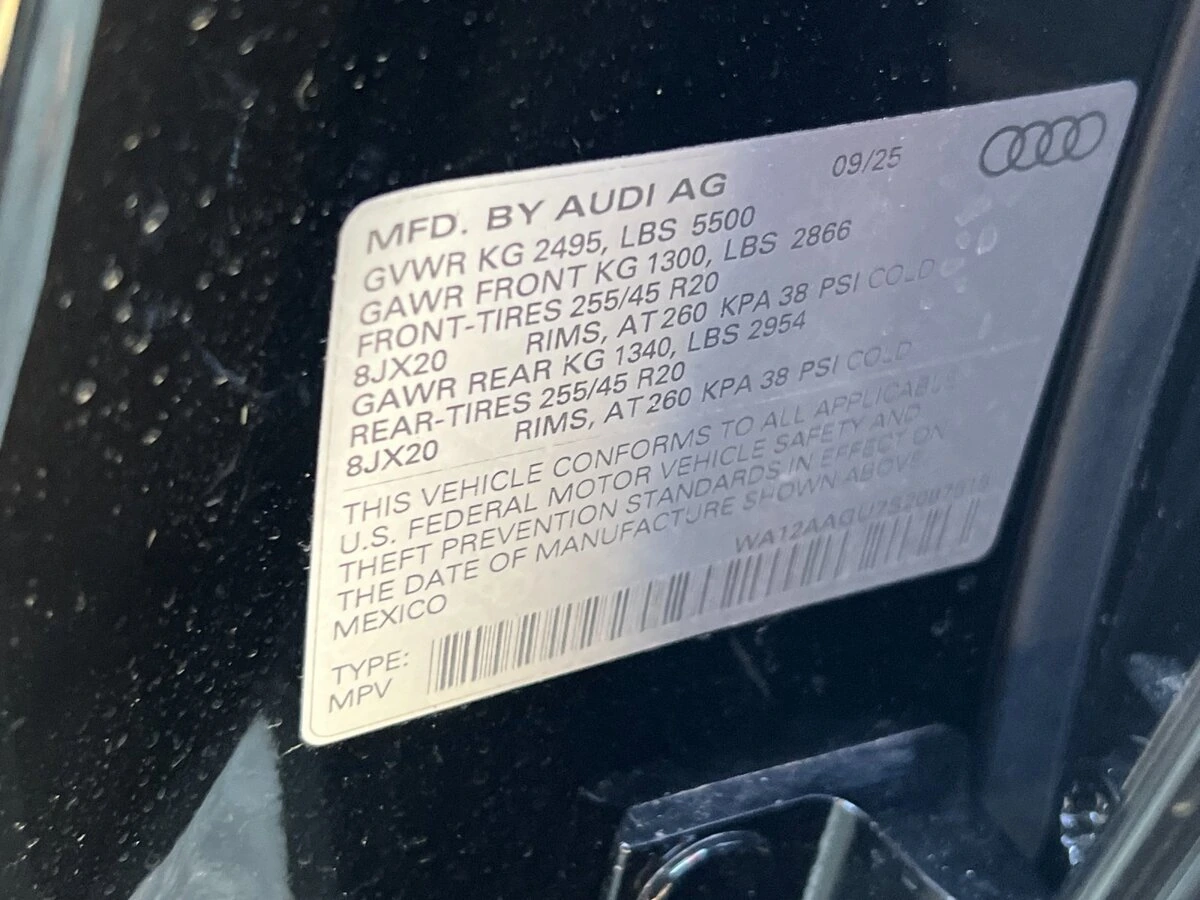 MFD. BY AUDI AG 09/25
GVWR KG 2495, LBS 5500
GAWR FRONT KG 1300, LBS 2866
FRONT-TIRES 255/45 R20
8JX20 RIMS, AT 260 KPA 38 PSI COLD
GAWR REAR KG 1340, LBS 2954
REAR-TIRES 255/45 R20
8JX20 RIMS, AT 260 KPA 38 PSI COLD
THIS VEHICLE CONFORMS TO ALL APPLICABLE
U.S. FEDERAL MOTOR VEHICLE SAFETY AND
THEFT PREVENTION STANDARDS IN EFFECT ON
THE DATE OF MANUFACTURE SHOWN ABOVE.
MEXICO
TYPE:
MPV